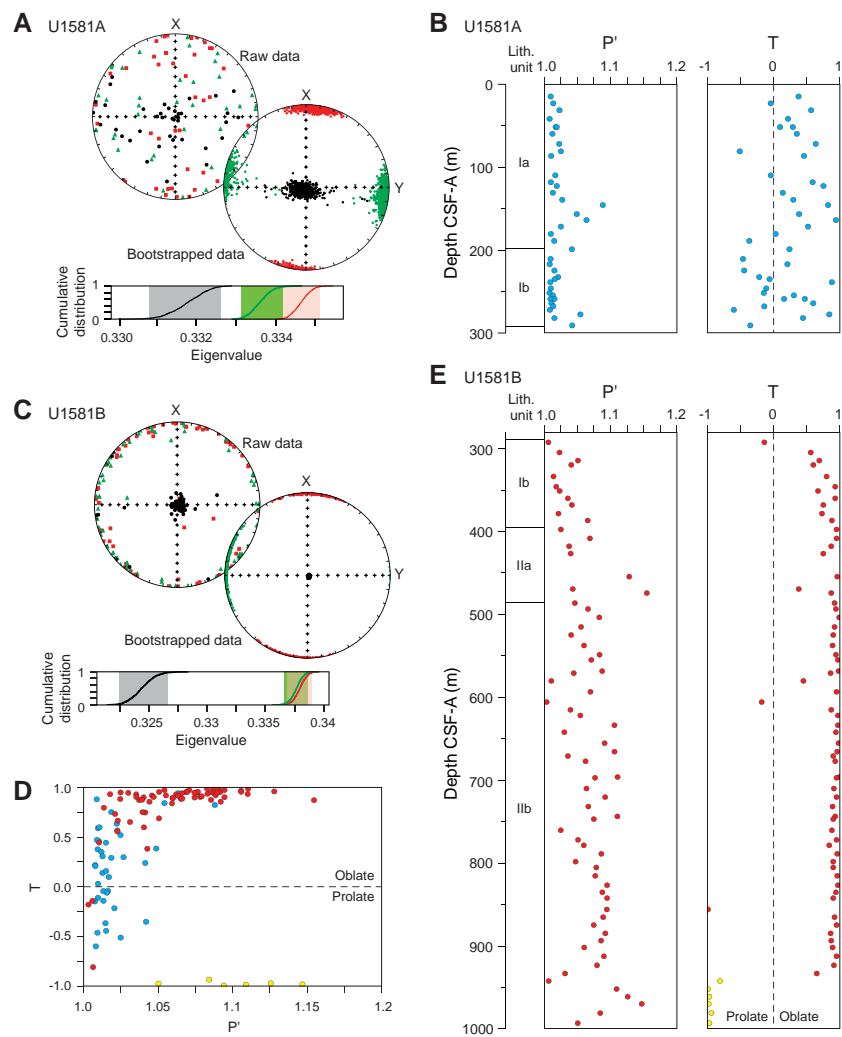 A U1581A
X
Raw data
X
Y
Bootstrapped data
Cumulative
distribution
1
0
0.330
0.332
0.334
Eigenvalue
B U1581A
Lith.
unit
P'
1.0
1.1
1.2
T
-1
0
1
Depth CSF-A (m)
0
100
200
300
Ia
Ib
C U1581B
X
Raw data
X
Y
Bootstrapped data
Cumulative
distribution
1
0
0.325
0.33
0.335
0.34
Eigenvalue
D
T
1.0
0.5
0.0
-0.5
-1.0
Oblate
Prolate
1.0
1.05
1.1
1.15
1.2
P'
E U1581B
Lith.
unit
P'
1.0
1.1
1.2
T
-1
0
1
Depth CSF-A (m)
300
400
500
600
700
800
900
1000
Ib
IIa
IIb
Prolate
Oblate